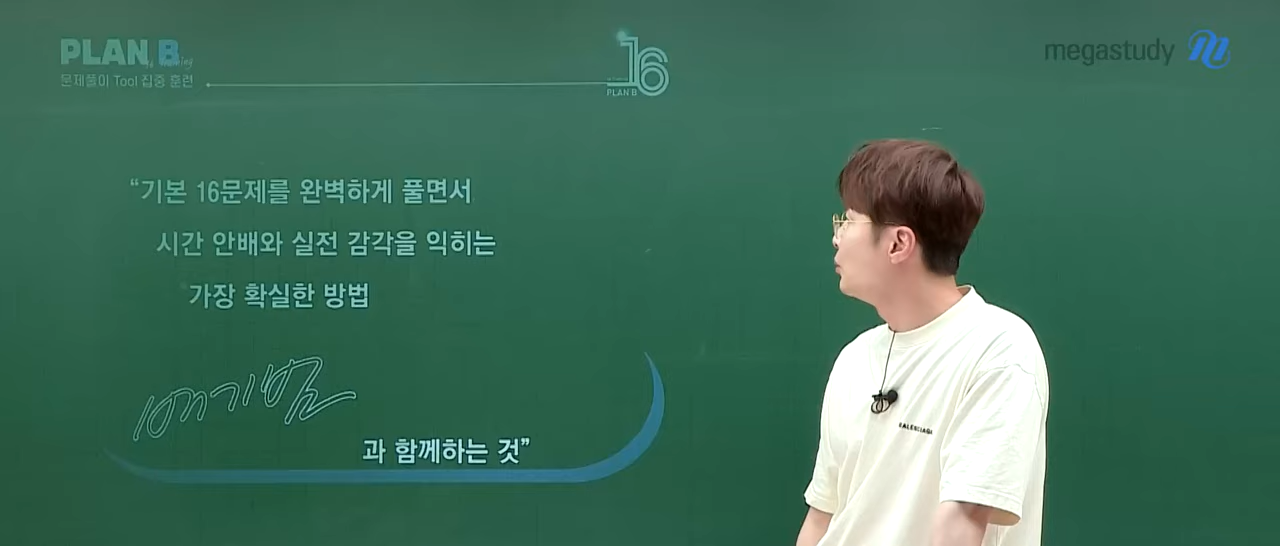 PLAN B
문제풀이 Tool 집중 훈련
16
PLAN B
megastudy
“기본 16문제를 완벽하게 풀면서
시간 안배와 실전 감각을 익히는
가장 확실한 방법
과 함께하는 것”
BALENCIAGA